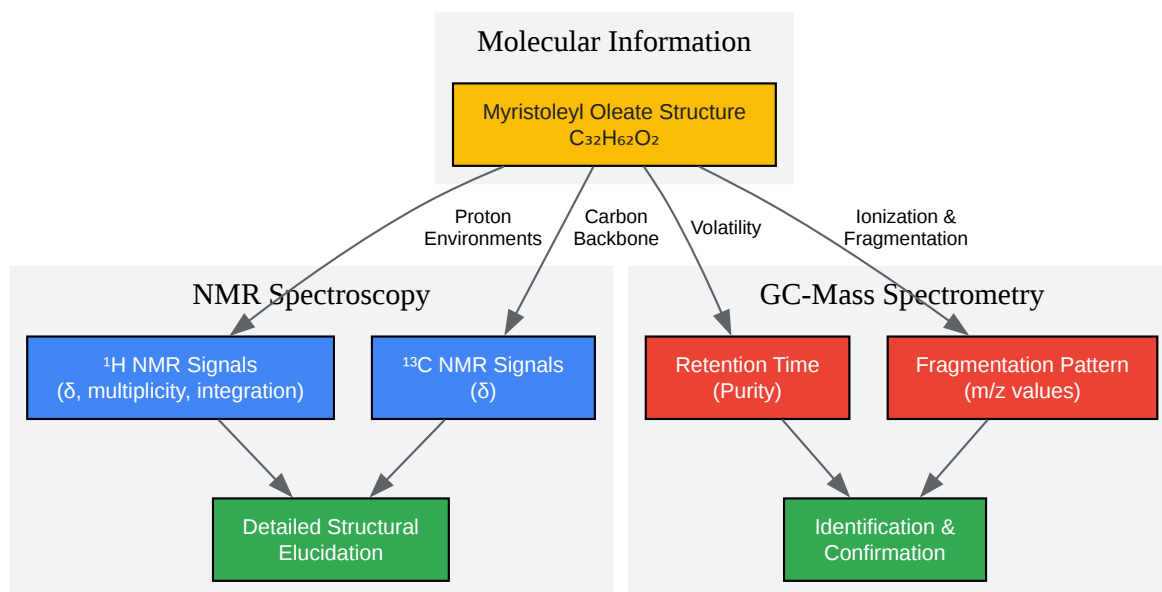 Molecular Information
Myristoleyl Oleate Structure
C₃₂H₆₂O₂
Proton
Environments
Carbon
Backbone
Volatility
Ionization &
Fragmentation
NMR Spectroscopy
GC-Mass Spectrometry
¹H NMR Signals
(δ, multiplicity, integration)
¹³C NMR Signals
(δ)
Retention Time
(Purity)
Fragmentation Pattern
(m/z values)
Detailed Structural
Elucidation
Identification &
Confirmation